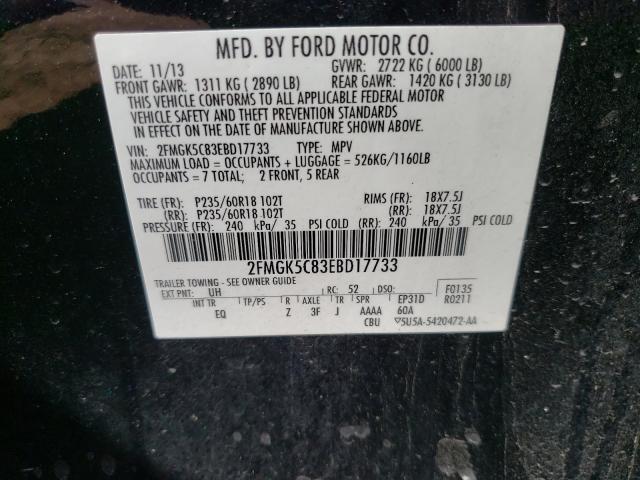 MFD. BY FORD MOTOR CO.
DATE: 11/13 GVWR: 2722 KG (6000 LB)
FRONT GAWR: 1311 KG (2890 LB) REAR GAWR: 1420 KG (3130 LB)
THIS VEHICLE CONFORMS TO ALL APPLICABLE FEDERAL MOTOR
VEHICLE SAFETY AND THEFT PREVENTION STANDARDS
IN EFFECT ON THE DATE OF MANUFACTURE SHOWN ABOVE.
VIN: 2FMGK5C83EBD17733 TYPE: MPV
MAXIMUM LOAD = OCCUPANTS + LUGGAGE = 526KG/1160LB
OCCUPANTS = 7 TOTAL; 2 FRONT, 5 REAR
TIRE (FR): P235/60R18 102T RIMS (FR): 18X7.5J
(RR): P235/60R18 102T (RR): 18X7.5J
PRESSURE (FR): 240 kPa/ 35 PSI COLD (RR): 240 kPa/ 35 PSI COLD
2FMGK5C83EBD17733
TRAILER TOWING - SEE OWNER GUIDE
EXT PNT: UH RC: 52 DSO: F0135
INT TR TP/PS R AXLE TR SPR EP31D R0211
EQ Z 3F J AAAA 60A
CBU 5U5A-5420472-AA